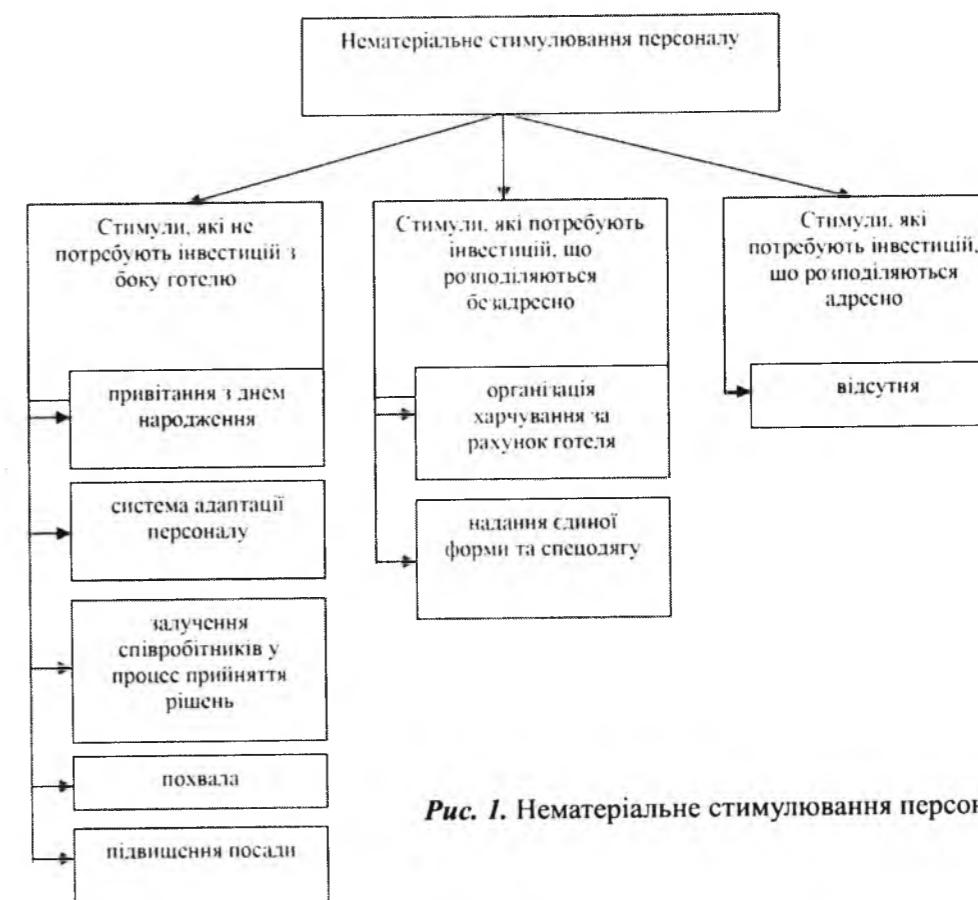 Нематеріальне стимулювання персоналу
Стимули, які не
потребують інвестицій з
боку готелю
Стимули, які потребують
інвестицій, що
розподіляються
безадресно
Стимули, які
потребують інвестицій,
що розподіляються
адресно
привітання з днем
народження
система адаптації
персоналу
залучення
співробітників у
процес прийняття
рішень
похвала
підвищення посади
організація
харчування за
рахунок готеля
надання єдиної
форми та спецодягу
відсутня
Рис. 1. Нематеріальне стимулювання